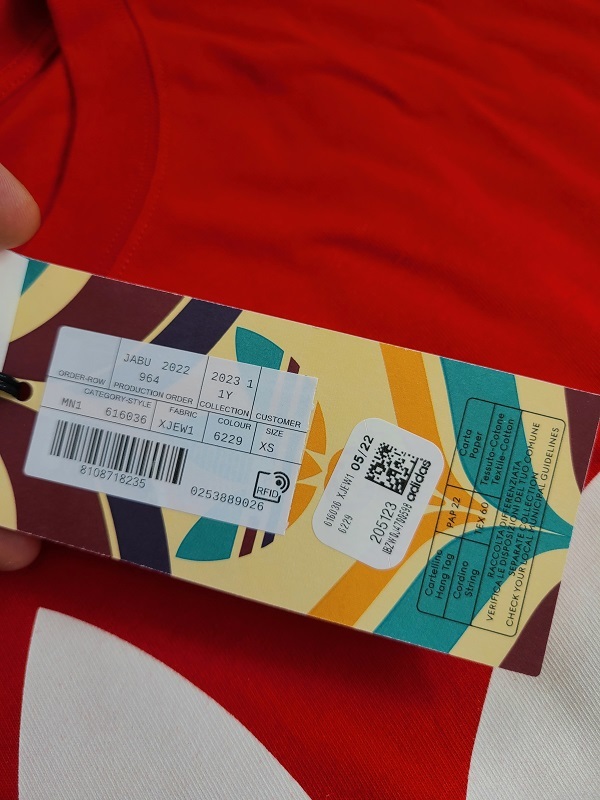 JABU 2022
964
2023 1
1Y
ORDER-ROW
PRODUCTION ORDER
COLLECTION
CUSTOMER
CATEGORY-STYLE
FABRIC
COLOUR
SIZE
MN1
616036
XJEW1
6229
XS
8108718235
0253889026
RFID
616036 XJEW1 05/22
6229
adidas
205123
Cartellino
Hang Tag
PAP 22
Carta
Paper
Cordino
String
TEX 60
Tessuto-Cotone
Textile-Cotton
RACCOLTA DIFFERENZIATA
VERIFICA LE DISPOSIZIONI DEL TUO COMUNE
SEPARATE COLLECTION
CHECK YOUR LOCAL MUNICIPAL GUIDELINES